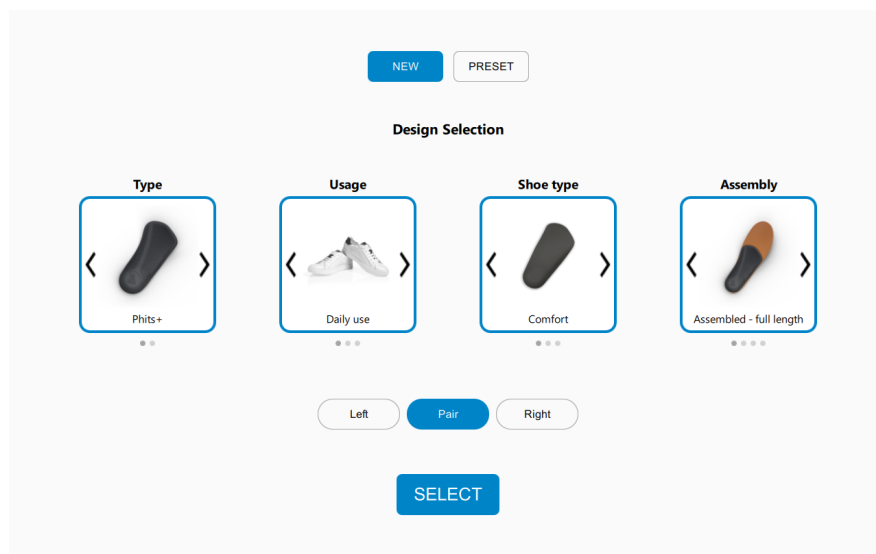 NEW PRESET
Design Selection
Type Usage Shoe type Assembly
Phits+ Daily use Comfort Assembled - full length
Left Pair Right
SELECT